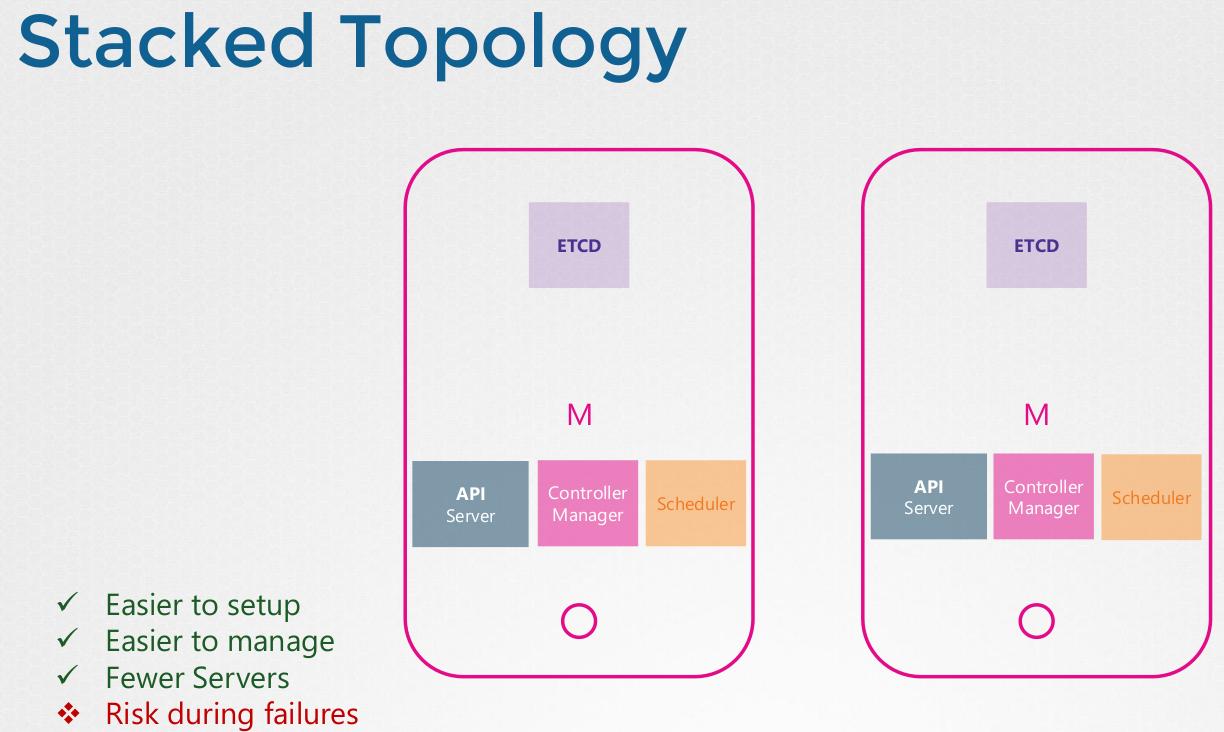 Stacked Topology
ETCD
ETCD
M
M
API
Server
Controller
Manager
Scheduler
API
Server
Controller
Manager
Scheduler
Easier to setup
Easier to manage
Fewer Servers
Risk during failures